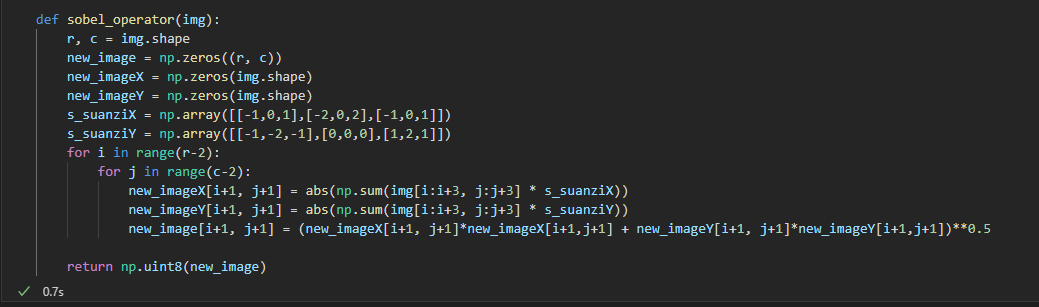 def sobel_operator(img):
    r, c = img.shape
    new_image = np.zeros((r, c))
    new_imageX = np.zeros(img.shape)
    new_imageY = np.zeros(img.shape)
    s_suanziX = np.array([[-1,0,1],[-2,0,2],[-1,0,1]])
    s_suanziY = np.array([[-1,-2,-1],[0,0,0],[1,2,1]])
    for i in range(r-2):
        for j in range(c-2):
            new_imageX[i+1, j+1] = abs(np.sum(img[i:i+3, j:j+3] * s_suanziX))
            new_imageY[i+1, j+1] = abs(np.sum(img[i:i+3, j:j+3] * s_suanziY))
            new_image[i+1, j+1] = (new_imageX[i+1, j+1]*new_imageX[i+1,j+1] + new_imageY[i+1, j+1]*new_imageY[i+1,j+1])**0.5
    return np.uint8(new_image)
0.7s